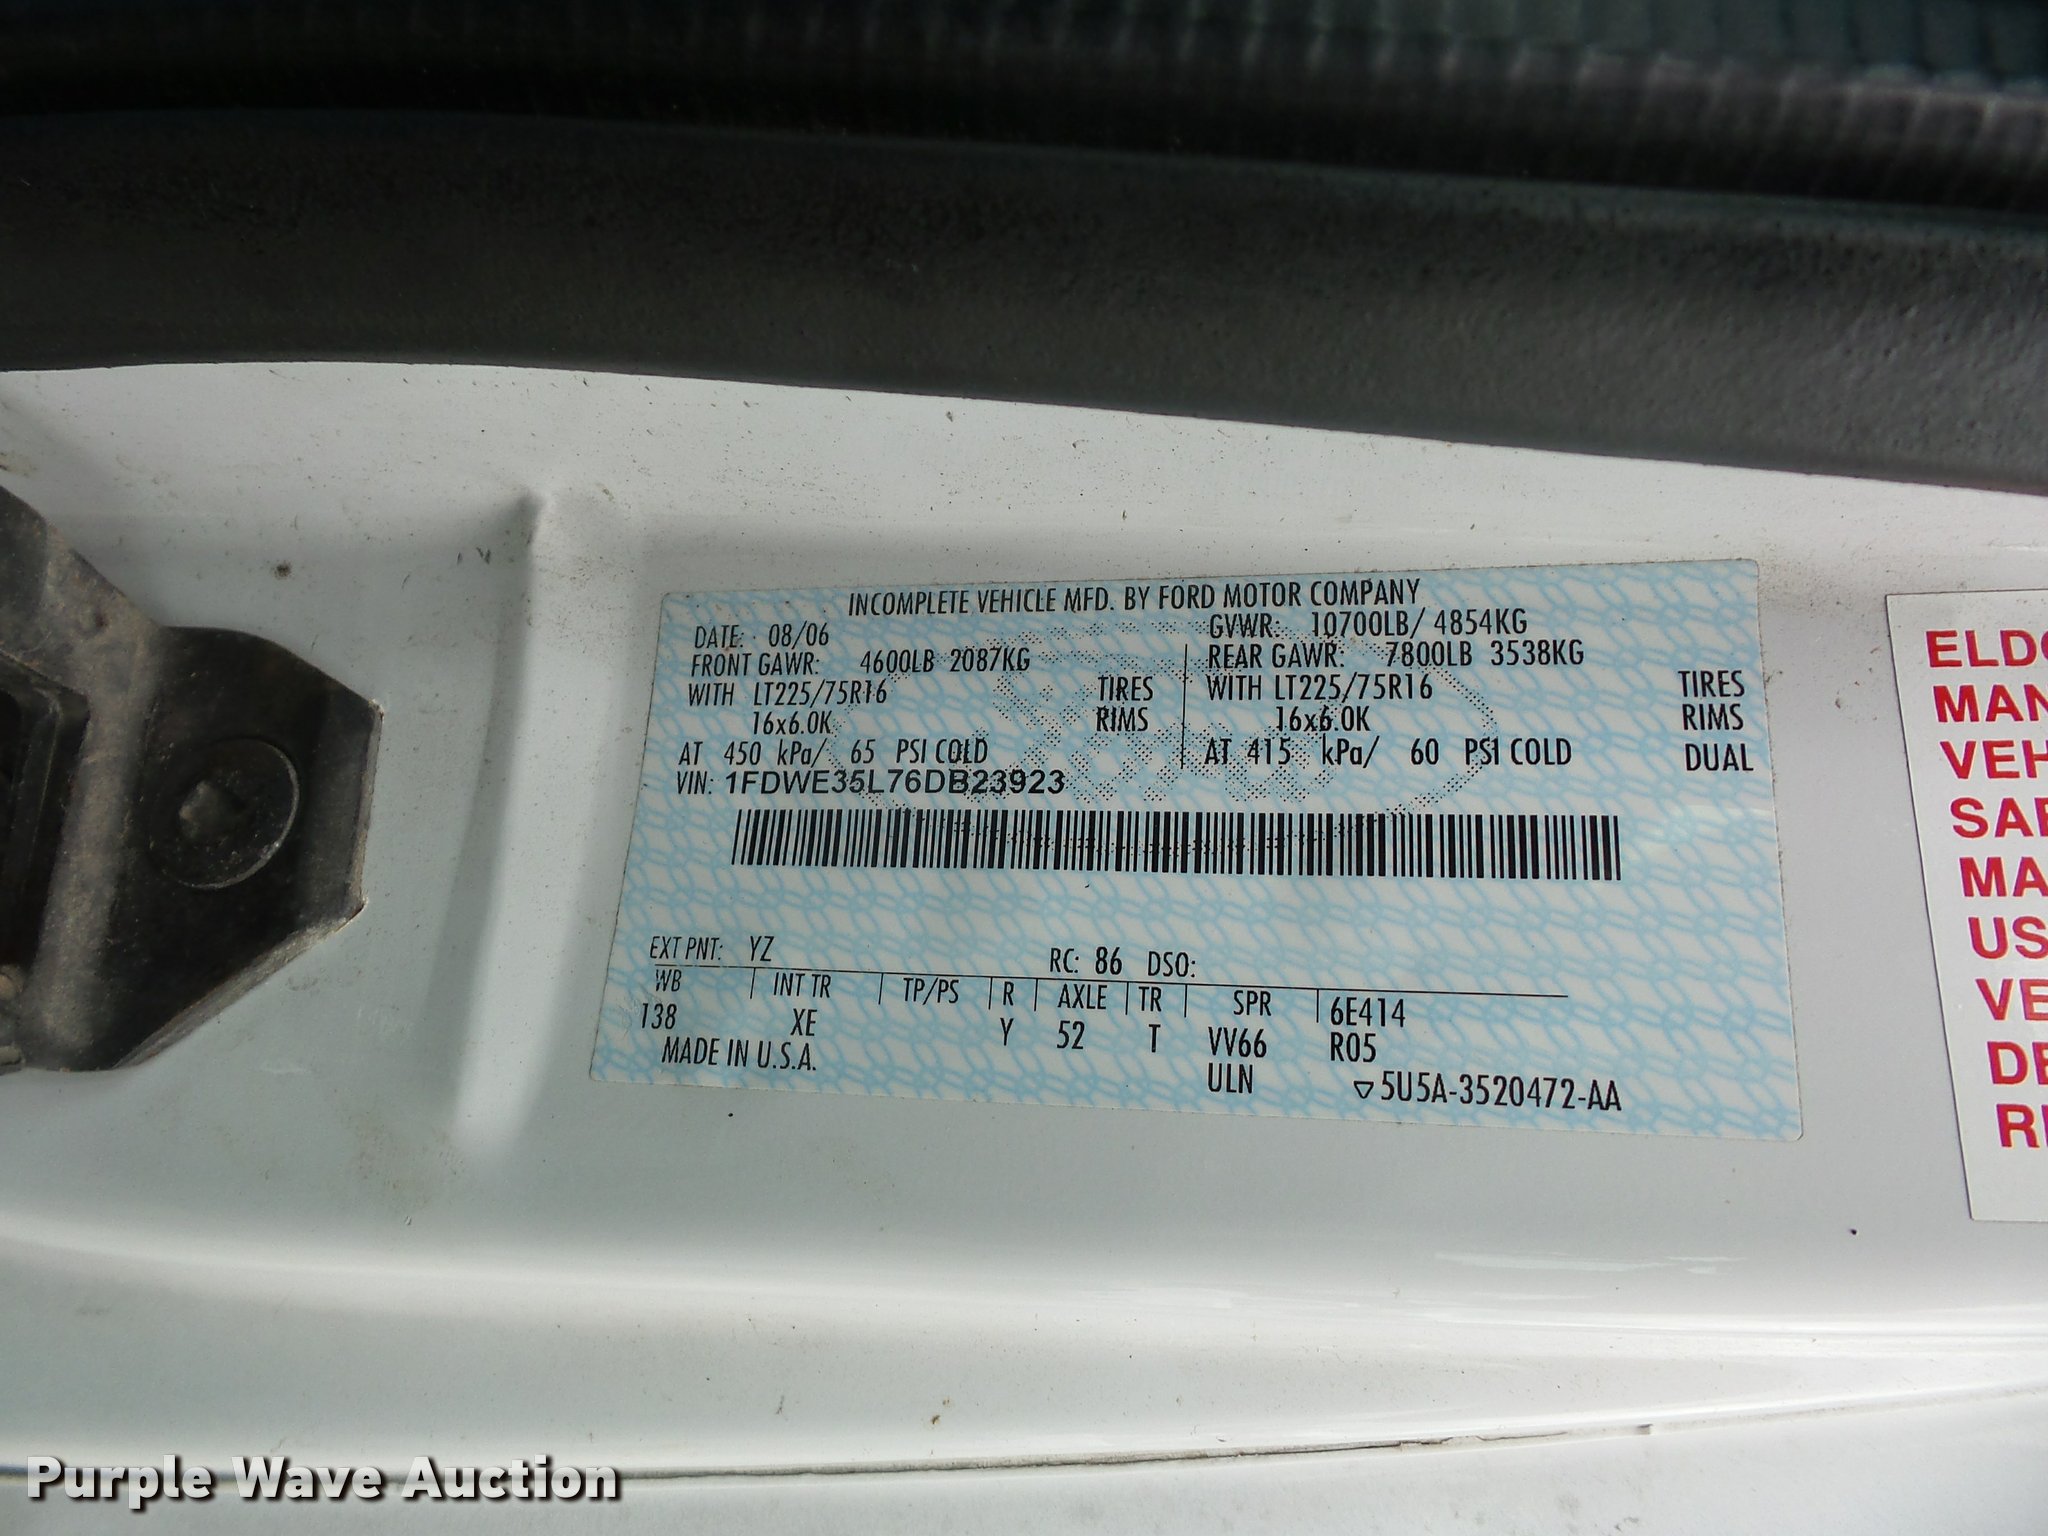 INCOMPLETE VEHICLE MFD. BY FORD MOTOR COMPANY
DATE: 08/06 GVWR: 10700LB/ 4854KG
FRONT GAWR: 4600LB 2087KG REAR GAWR: 7800LB 3538KG
WITH LT225/75R16 TIRES WITH LT225/75R16 TIRES
16x6.0K RIMS 16x6.0K RIMS
AT 450 kPa/ 65 PSI COLD AT 415 kPa/ 60 PSI COLD DUAL
VIN: 1FDWE35L76DB23923
EXT PNT: YZ RC: 86 DSO:
WB INT TR TP/PS R AXLE TR SPR 6E414
138 XE Y 52 T VV66 R05
MADE IN U.S.A. ULN ▽5U5A-3520472-AA
MAN
VEH
MA
US
VE
DE
Purple Wave Auction